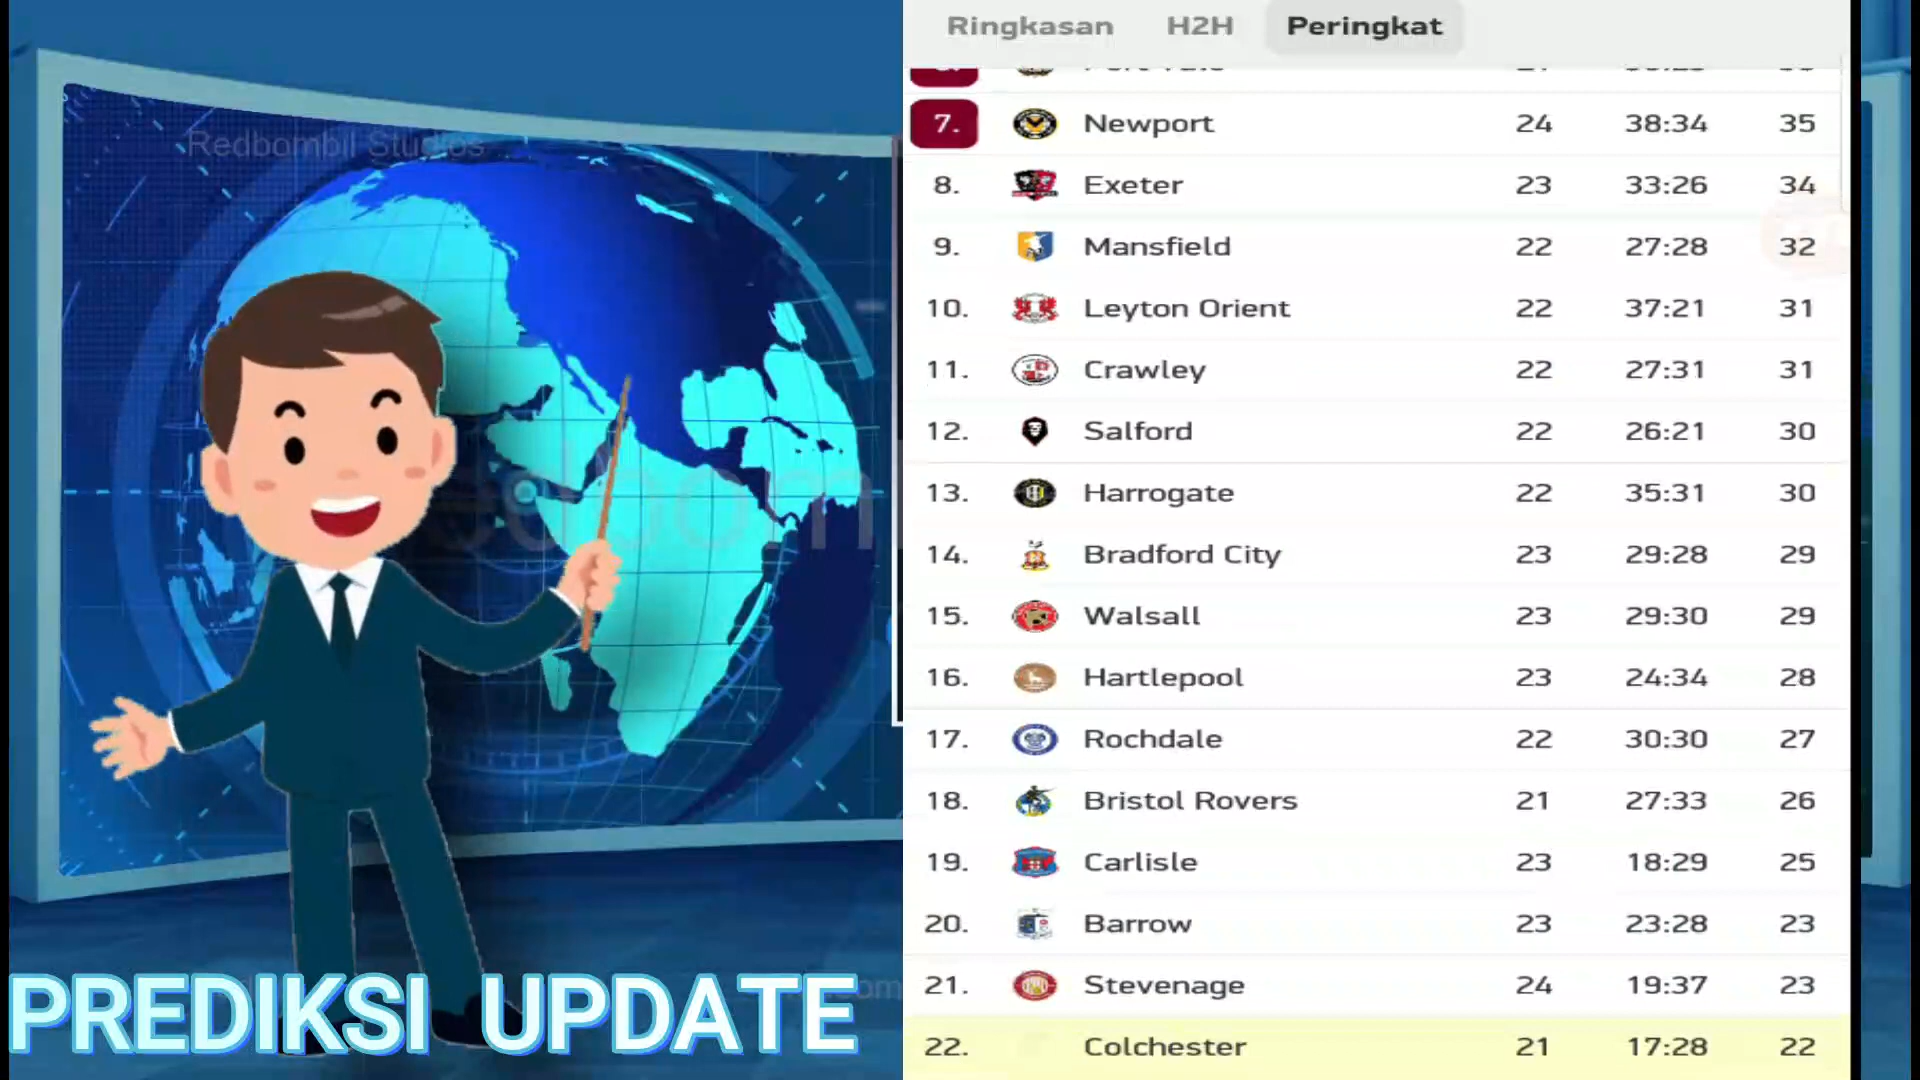 Ringkasan H2H Peringkat
7. Newport 24 38:34 35
8. Exeter 23 33:26 34
9. Mansfield 22 27:28 32
10. Leyton Orient 22 37:21 31
11. Crawley 22 27:31 31
12. Salford 22 26:21 30
13. Harrogate 22 35:31 30
14. Bradford City 23 29:28 29
15. Walsall 23 29:30 29
16. Hartlepool 23 24:34 28
17. Rochdale 22 30:30 27
18. Bristol Rovers 21 27:33 26
19. Carlisle 23 18:29 25
20. Barrow 23 23:28 23
21. Stevenage 24 19:37 23
22. Colchester 21 17:28 22
Redbombil Studios
PREDIKSI UPDATE